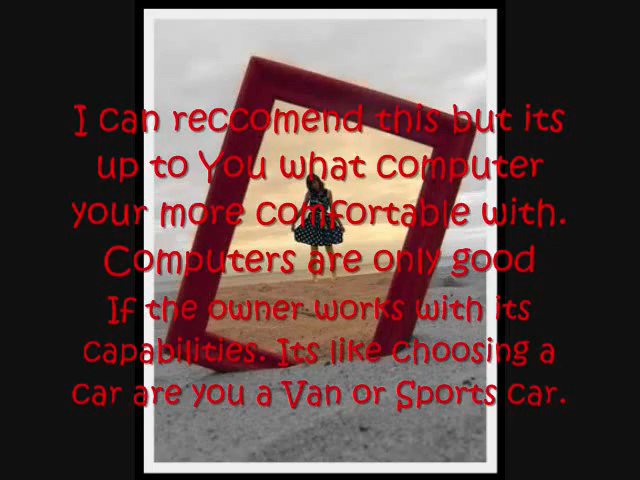 I can reccomend this but its
up to You what computer
your more comfortable with.
Computers are only good
If the owner works with its
capabilities. Its like choosing a
car are you a Van or Sports car.